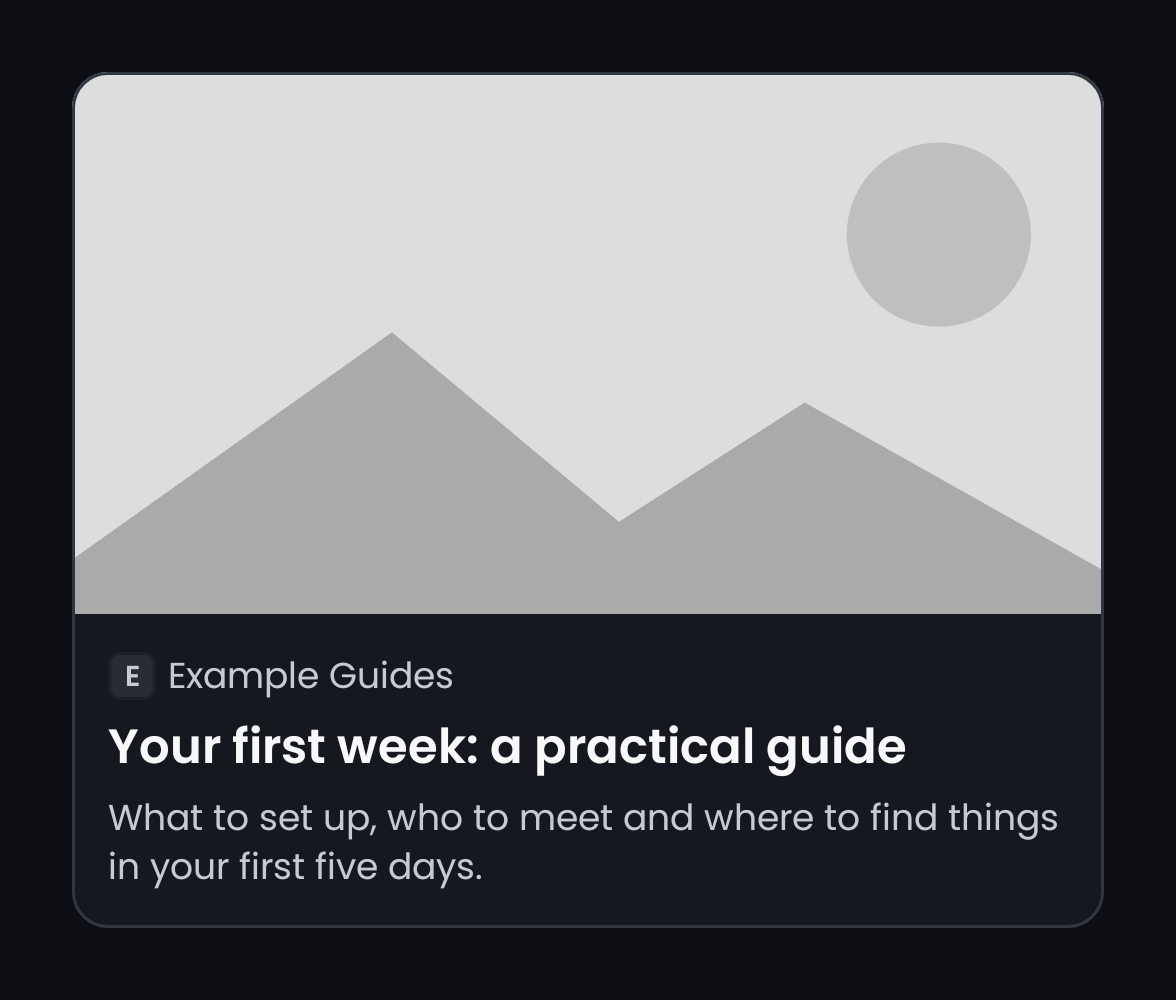 E Example Guides
Your first week: a practical guide
What to set up, who to meet and where to find things
in your first five days.